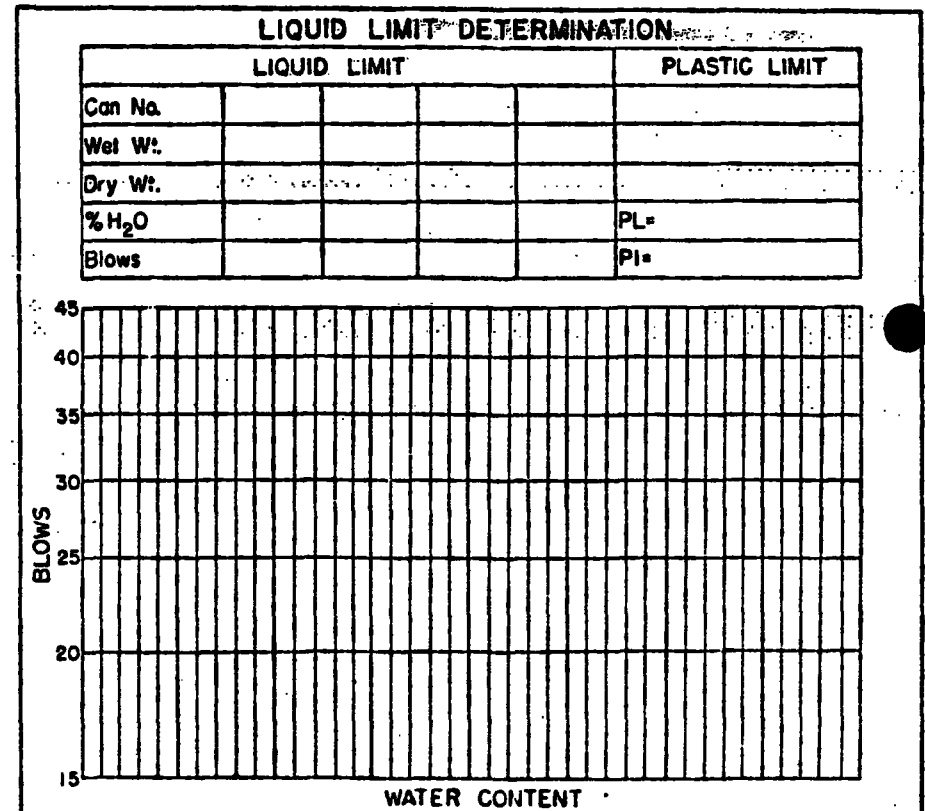 LIQUID LIMIT DETERMINATION
LIQUID LIMIT PLASTIC LIMIT
Can No.
Wet Wt.
Dry Wt.
% H₂O PL=
Blows PI=
45
40
35
30
25
20
15
BLOWS
WATER CONTENT